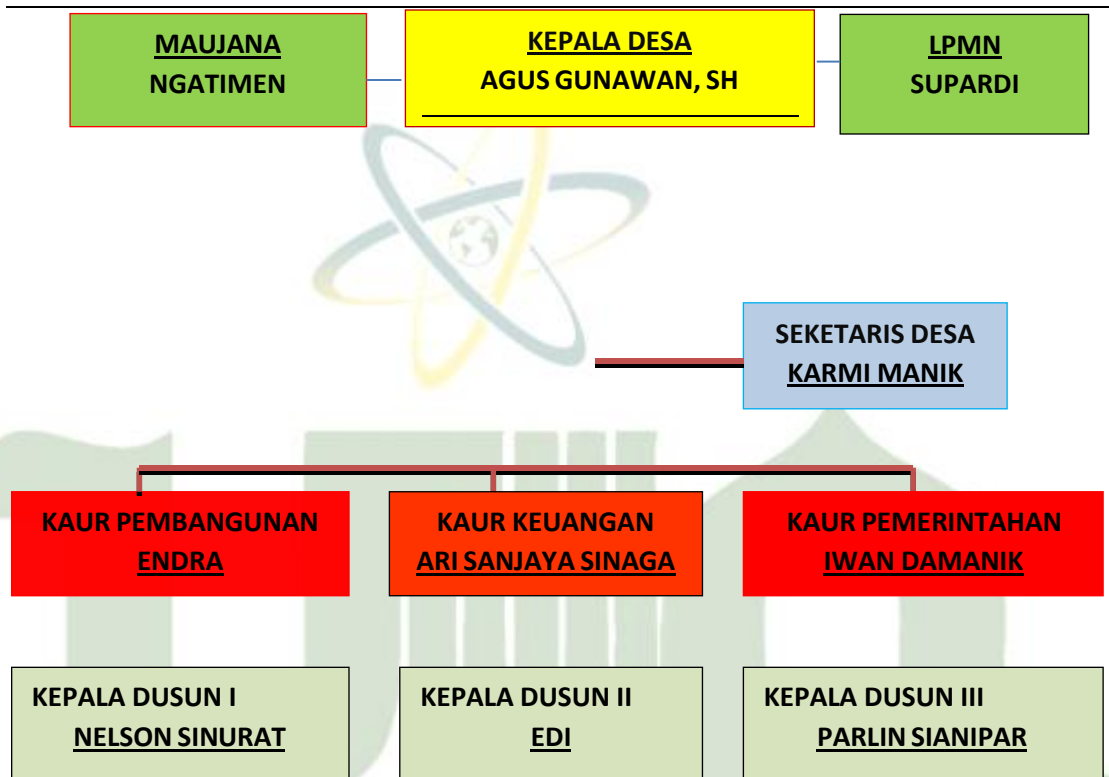 MAUJANA
NGATIMEN
KEPALA DESA
AGUS GUNAWAN, SH
LPMN
SUPARDI
SEKETARIS DESA
KARMI MANIK
KAUR PEMBANGUNAN
ENDRA
KAUR KEUANGAN
ARI SANJAYA SINAGA
KAUR PEMERINTAHAN
IWAN DAMANIK
KEPALA DUSUN I
NELSON SINURAT
KEPALA DUSUN II
EDI
KEPALA DUSUN III
PARLIN SIANIPAR